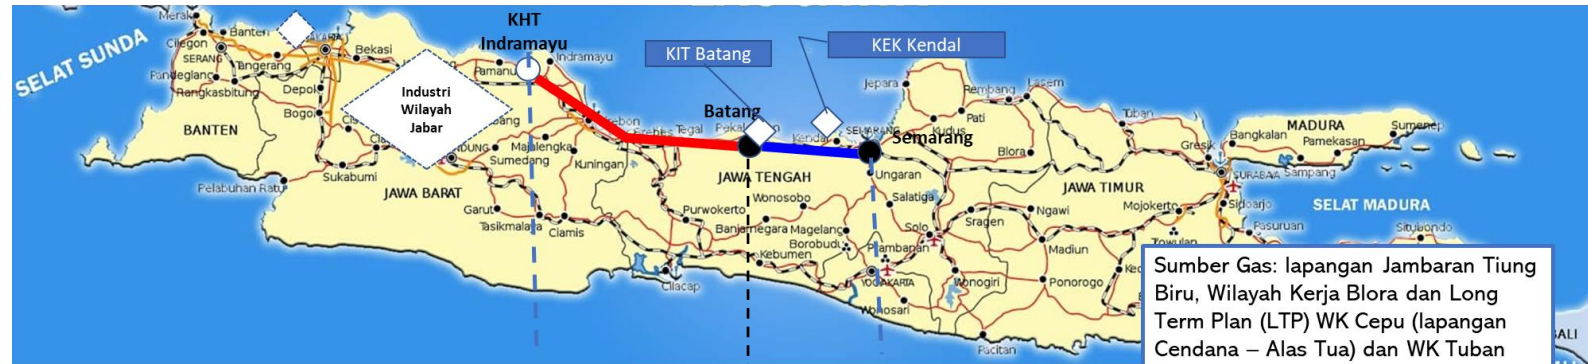 SELAT SUNDA
Merak
Cilegon
Banten
SERANG
Tangerang
Bekasi
Pandeglang
Rangkasbitung
Depok
Bogor
BANTEN
Sukabumi
Pelabuhan Ratu
Industri
Wilayah
Jabar
KHT
Indramayu
Indramayu
Pamanu
Majalengka
Sumedang
Kuningan
JAWA BARAT
Garut
Tasikmalaya
Ciamis
Tegal
KIT Batang
KEK Kendal
Batang
Kendal
SEMARANG
Semarang
Jepara
Kudus
Pati
Rembang
Lasem
Blora
Tuban
JAWA TENGAH
Ungaran
Wonosobo
Salatiga
Purwokerto
Banjarnegara
Magelang
Borobudu
Solo
Sragen
Kebumen
Cilacap
YOGYAKARTA
Wonosari
Wonogiri
Pacitan
Ponorogo
Madiun
Ngawi
JAWA TIMUR
Mojokerto
Gresik
Bangkalan
MADURA
Pamekasan
Sumenep
Sampang
SURABAYA
Sidoarjo
Pasuruan
SELAT MADURA
Situbondo
Sumber Gas: lapangan Jambaran Tiung
Biru, Wilayah Kerja Blora dan Long
Term Plan (LTP) WK Cepu (lapangan
Cendana – Alas Tua) dan WK Tuban
BALI